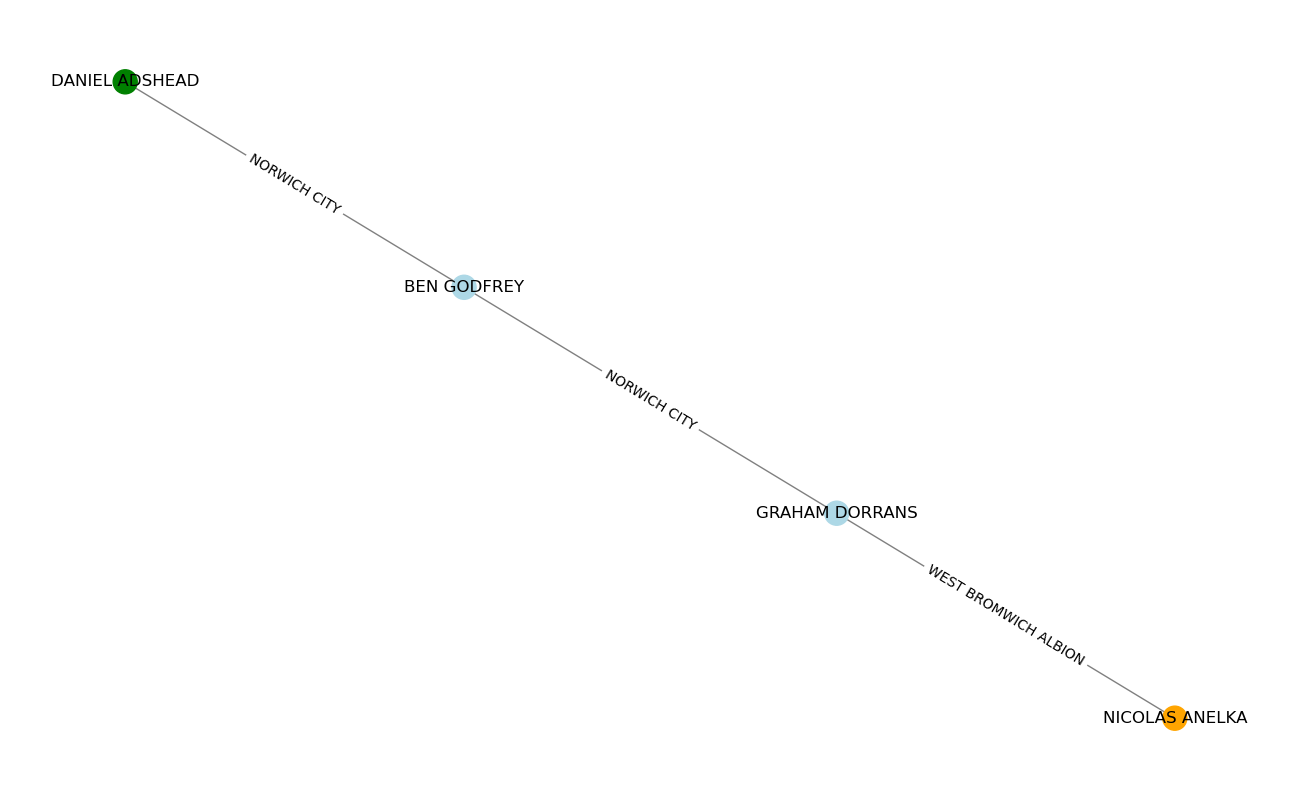 DANIEL ADSHEAD
NORWICH CITY
BEN GODFREY
NORWICH CITY
GRAHAM DORRANS
WEST BROMWICH ALBION
NICOLAS ANELKA